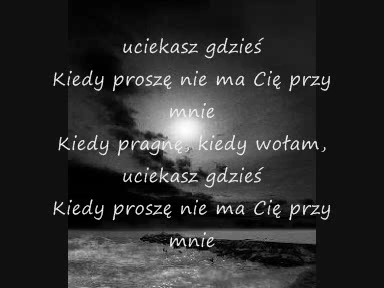 uciekasz gdzieś
Kiedy proszę nie ma Cię przy
mnie
Kiedy pragnę, kiedy wołam,
uciekasz gdzieś
Kiedy proszę nie ma Cię przy
mnie